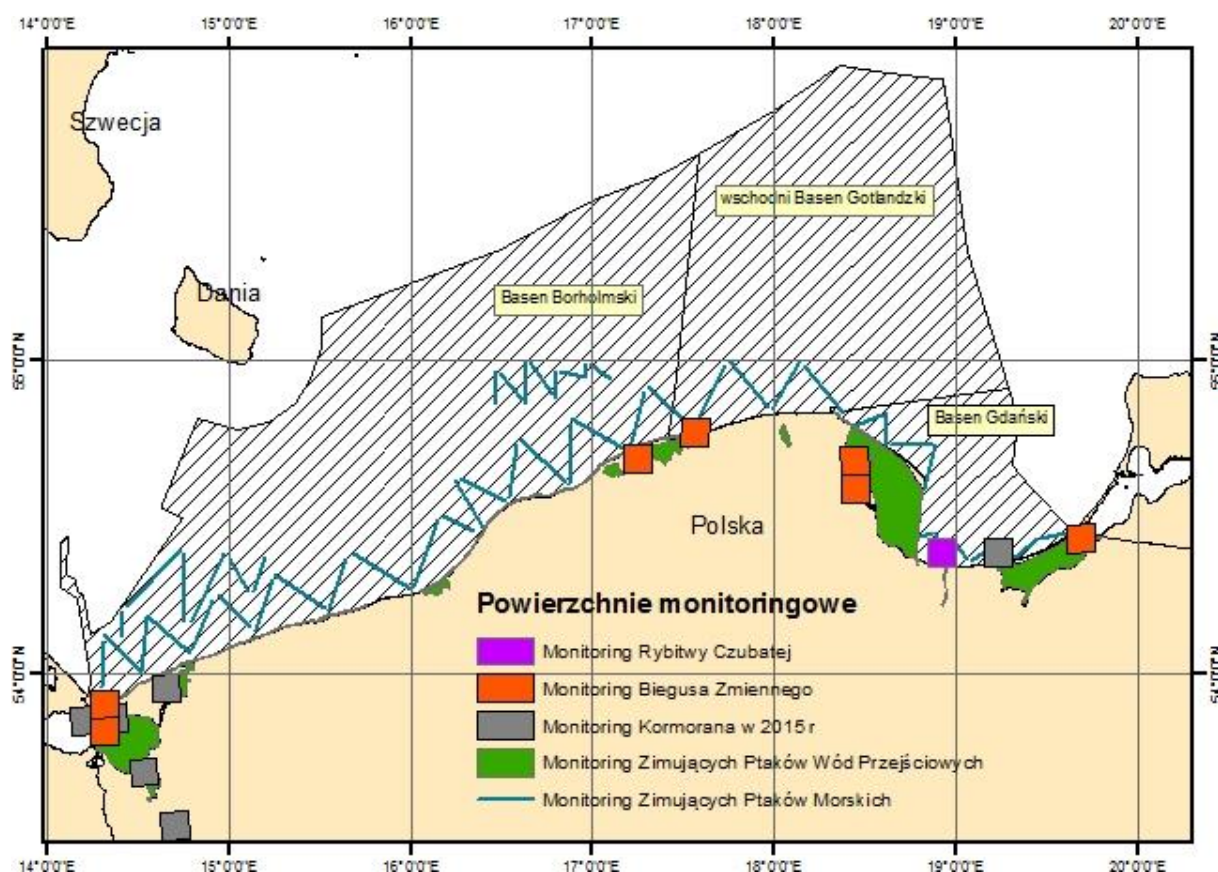 14°0'0"E 15°0'0"E 16°0'0"E 17°0'0"E 18°0'0"E 19°0'0"E 20°0'0"E
Szwecja
wschodni Basen Gotlandzki
Dania
Basen Borholmski
55°0'0"N 55°0'0"N
Basen Gdański
Polska
Powierzchnie monitoringowe
Monitoring Rybitwy Czubatej
54°0'0"N 54°0'0"N
Monitoring Biegusa Zmiennego
Monitoring Kormorana w 2015 r
Monitoring Zimujących Ptaków Wód Przejściowych
Monitoring Zimujących Ptaków Morskich
14°0'0"E 15°0'0"E 16°0'0"E 17°0'0"E 18°0'0"E 19°0'0"E 20°0'0"E